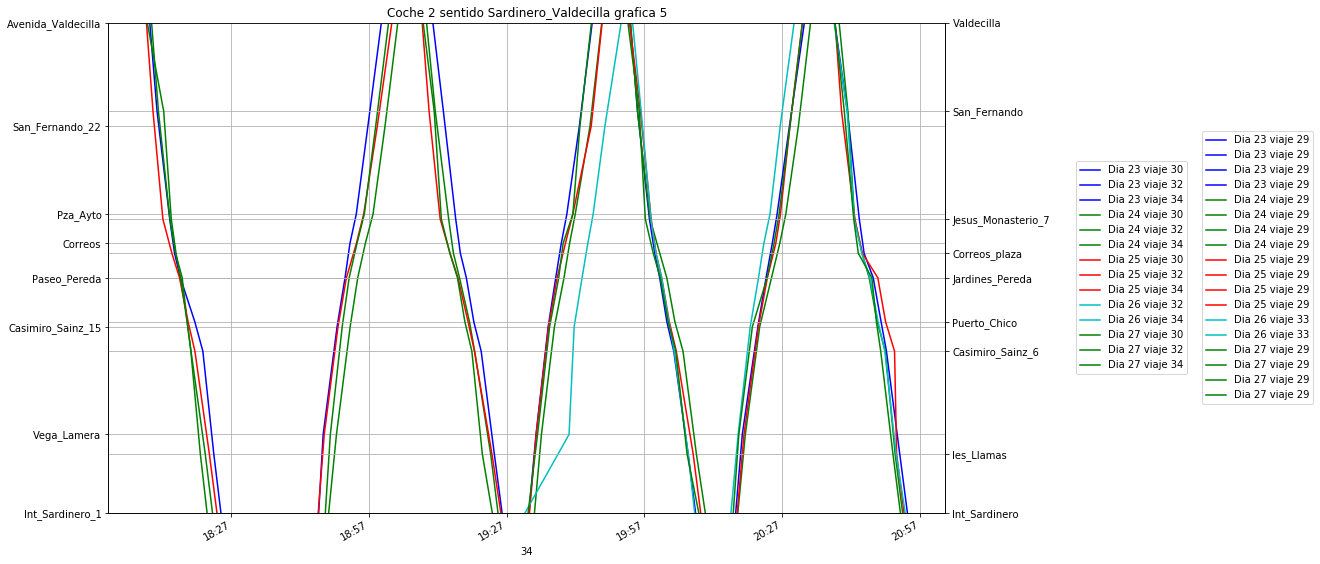 Coche 2 sentido Sardinero_Valdecilla grafica 5
Avenida_Valdecilla
San_Fernando_22
Pza_Ayto
Correos
Paseo_Pereda
Casimiro_Sainz_15
Vega_Lamera
Int_Sardinero_1
Valdecilla
San_Fernando
Jesus_Monasterio_7
Correos_plaza
Jardines_Pereda
Puerto_Chico
Casimiro_Sainz_6
Ies_Llamas
Int_Sardinero
18:27
18:57
19:27
19:57
20:27
20:57
34
Dia 23 viaje 30
Dia 23 viaje 32
Dia 23 viaje 34
Dia 24 viaje 30
Dia 24 viaje 32
Dia 24 viaje 34
Dia 25 viaje 30
Dia 25 viaje 32
Dia 25 viaje 34
Dia 26 viaje 32
Dia 26 viaje 34
Dia 27 viaje 30
Dia 27 viaje 32
Dia 27 viaje 34
Dia 23 viaje 29
Dia 23 viaje 29
Dia 23 viaje 29
Dia 23 viaje 29
Dia 24 viaje 29
Dia 24 viaje 29
Dia 24 viaje 29
Dia 24 viaje 29
Dia 25 viaje 29
Dia 25 viaje 29
Dia 25 viaje 29
Dia 25 viaje 29
Dia 26 viaje 33
Dia 26 viaje 33
Dia 27 viaje 29
Dia 27 viaje 29
Dia 27 viaje 29
Dia 27 viaje 29